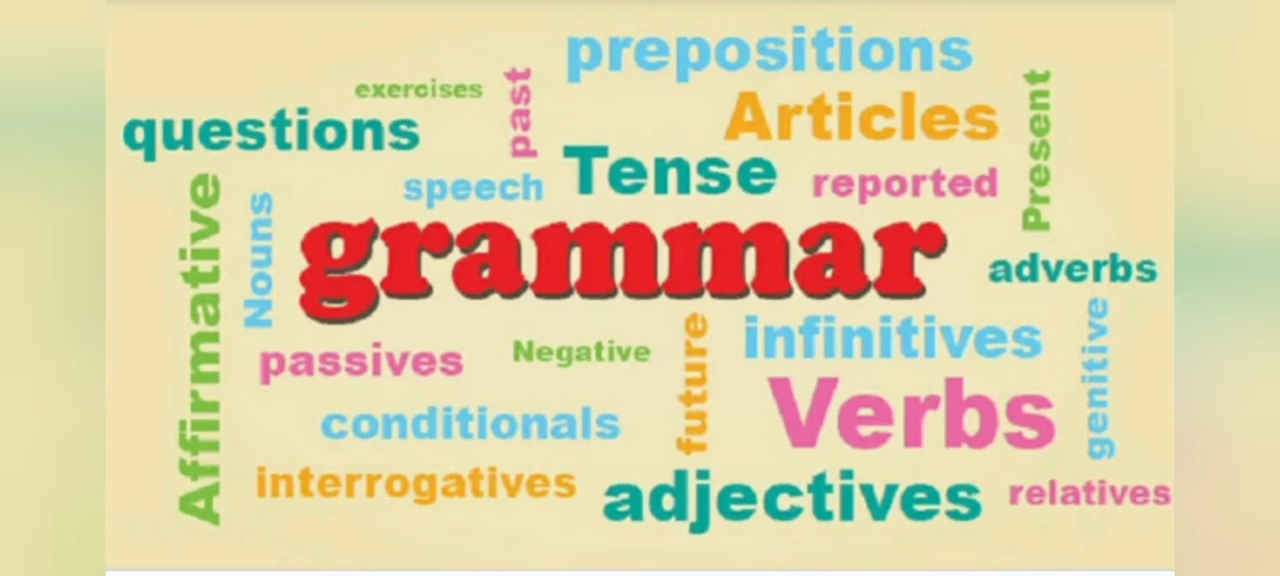 prepositions
exercises
past
Articles
Present
questions
Tense
speech
reported
Affirmative
Nouns
grammar
adverbs
passives
Negative
future
infinitives
genitive
Verbs
conditionals
interrogatives
adjectives
relatives